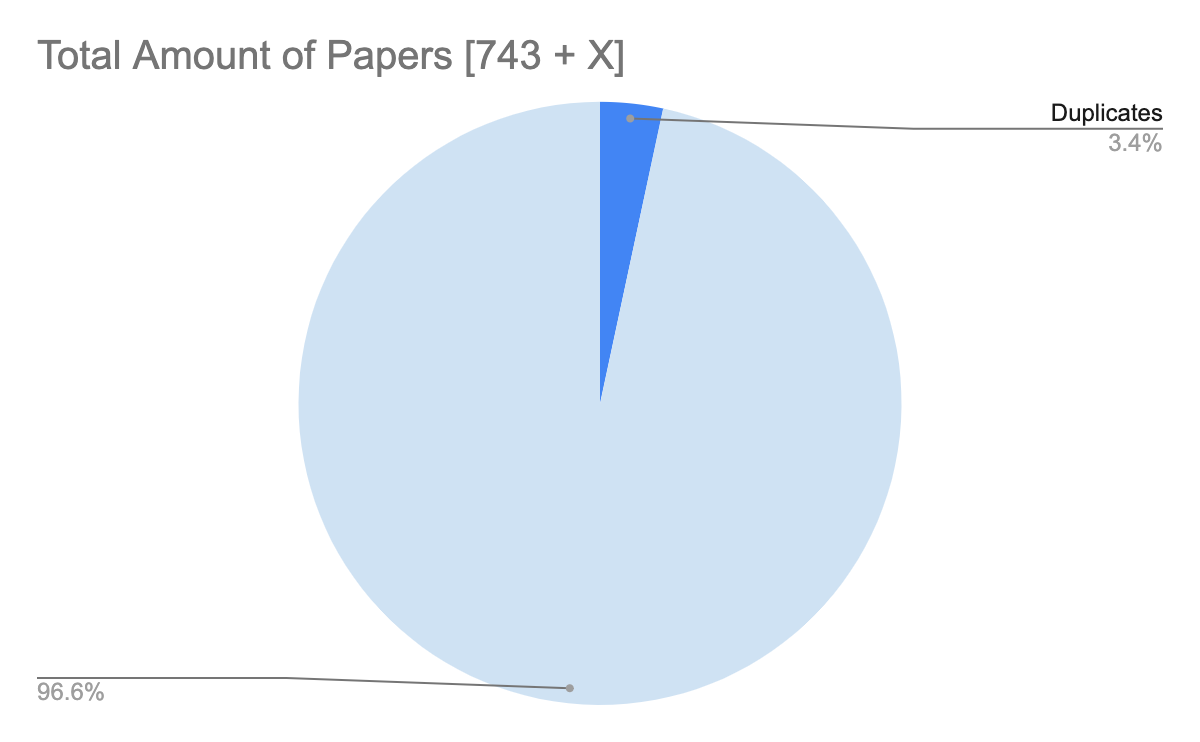 Total Amount of Papers [743 + X]
Duplicates
3.4%
96.6%